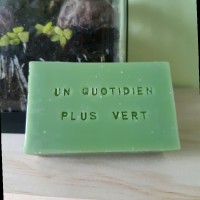 UN QUOTIDIEN
PLUS VERT